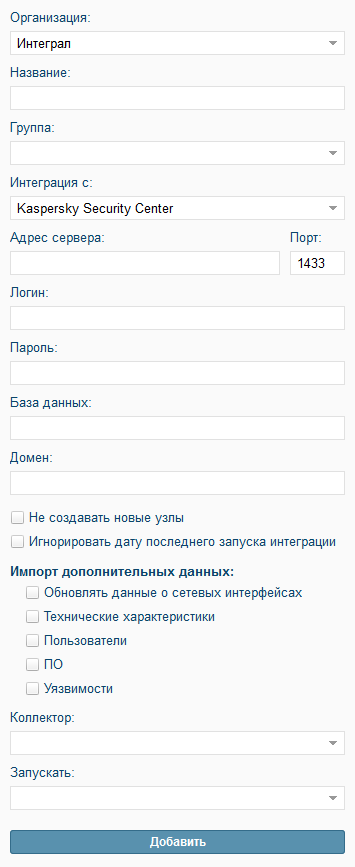 Организация:
Интеграл
Название:
Группа:
Интеграция с:
Kaspersky Security Center
Адрес сервера: Порт:
1433
Логин:
Пароль:
База данных:
Домен:
Не создавать новые узлы
Игнорировать дату последнего запуска интеграции
Импорт дополнительных данных:
Обновлять данные о сетевых интерфейсах
Технические характеристики
Пользователи
ПО
Уязвимости
Коллектор:
Запускать:
Добавить